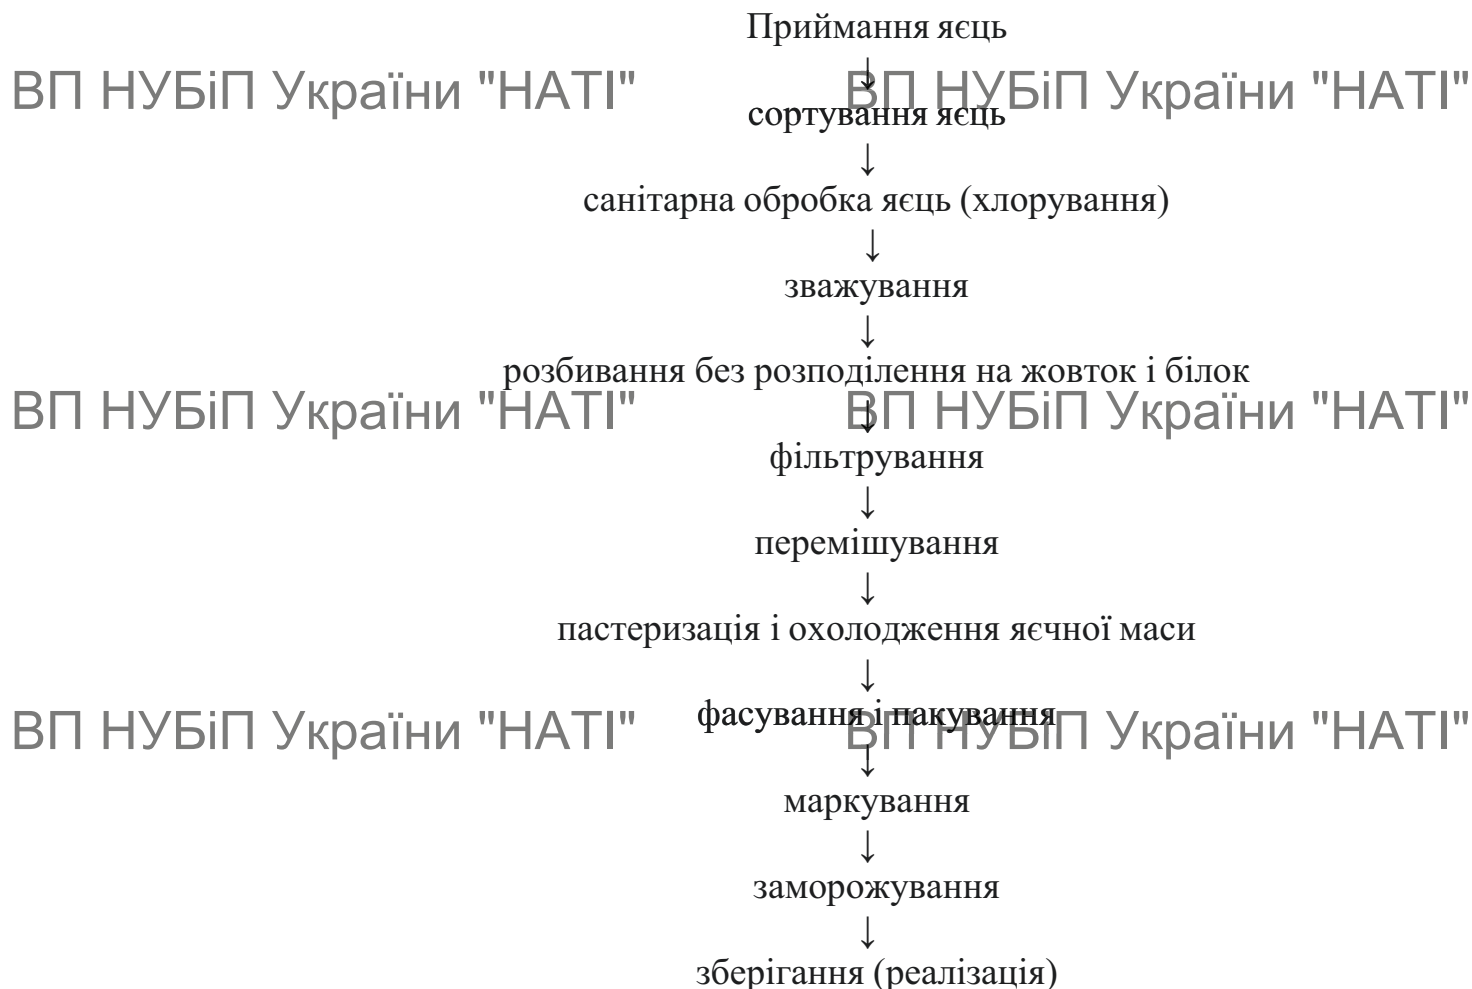 Приймання яєць
↓
ВП НУБіП України "НАТІ" ВП НУБіП України "НАТІ"
сортування яєць
↓
санітарна обробка яєць (хлорування)
↓
зважування
↓
розбивання без розподілення на жовток і білок
↓
ВП НУБіП України "НАТІ" ВП НУБіП України "НАТІ"
фільтрування
↓
перемішування
↓
пастеризація і охолодження яєчної маси
↓
фасування і пакування
ВП НУБіП України "НАТІ" ВП НУБіП України "НАТІ"
↓
маркування
↓
заморожування
↓
зберігання (реалізація)